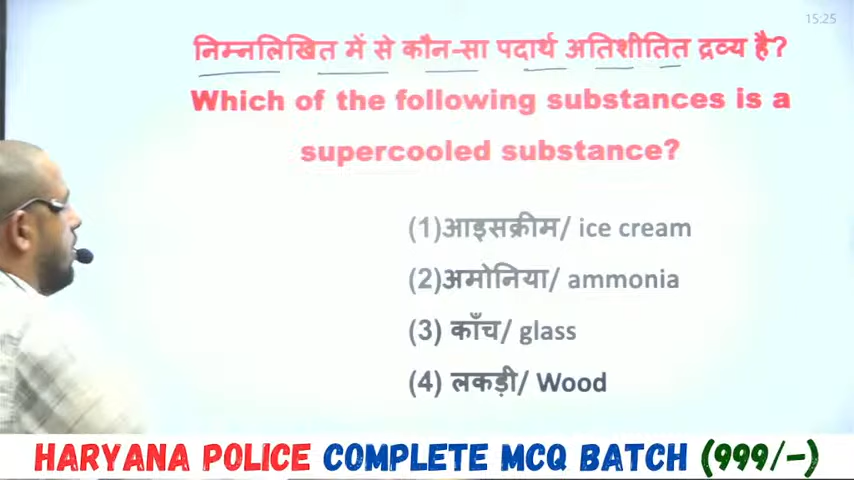 15:25
निम्नलिखित में से कौन-सा पदार्थ अतिशीतित द्रव्य है?
Which of the following substances is a
supercooled substance?
(1)आइसक्रीम/ ice cream
(2)अमोनिया/ ammonia
(3) काँच/ glass
(4) लकड़ी/ Wood
HARYANA POLICE COMPLETE MCQ BATCH (999/-)